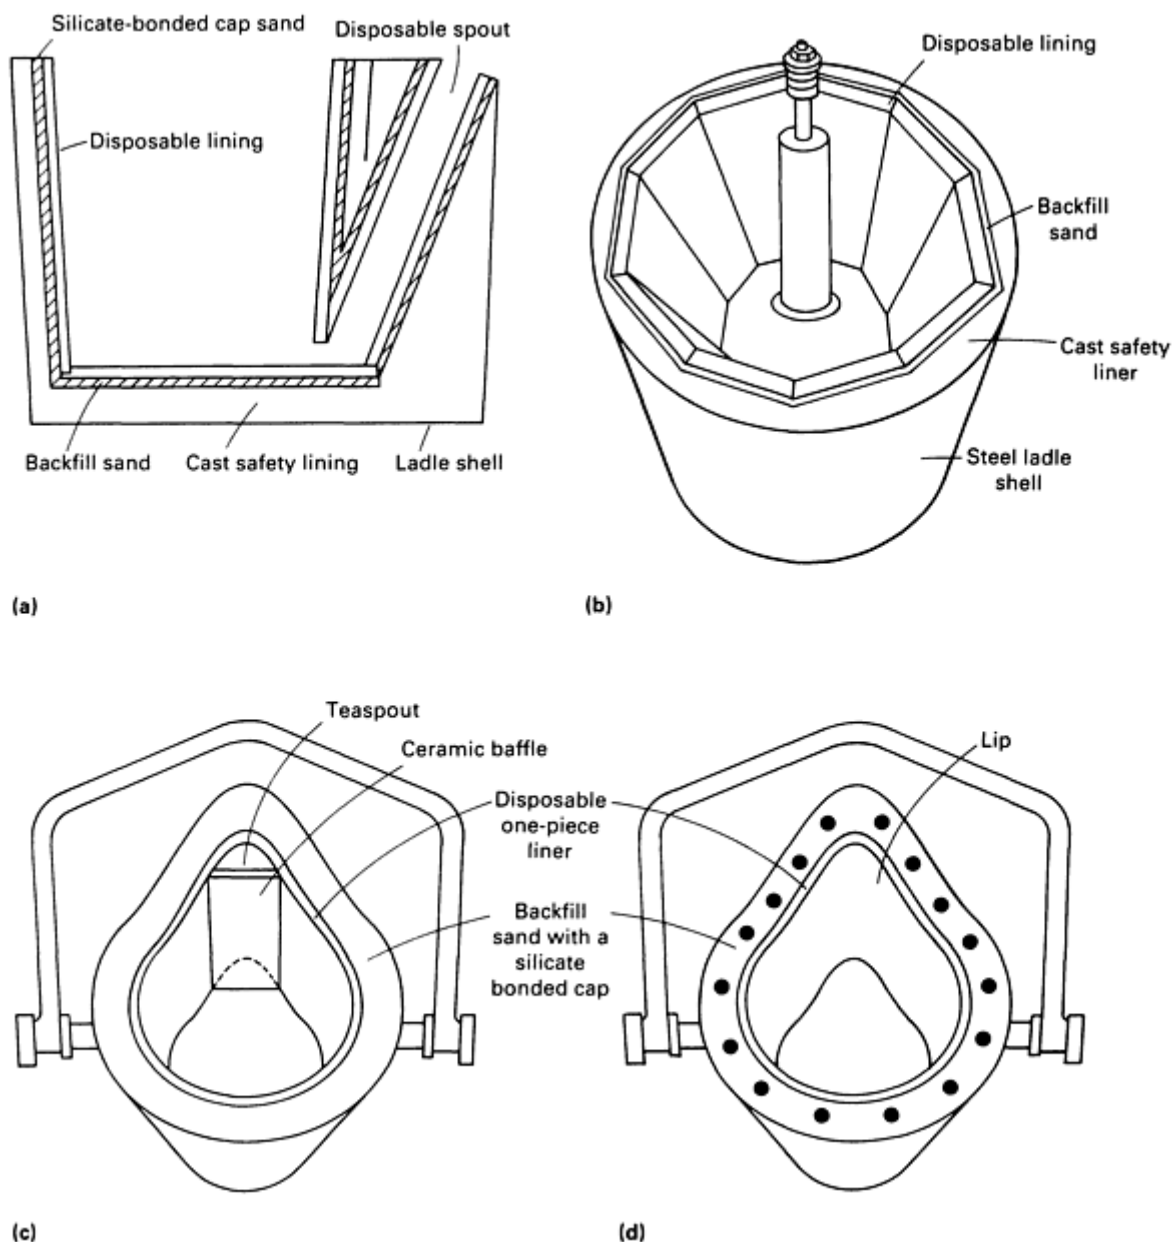 Silicate-bonded cap sand
Disposable spout
Disposable lining
Backfill sand
Cast safety lining
Ladle shell
(a)
Disposable lining
Backfill
sand
Cast safety
liner
Steel ladle
shell
(b)
Teaspout
Ceramic baffle
Disposable
one-piece
liner
Backfill
sand with a
silicate
bonded cap
(c)
Lip
(d)